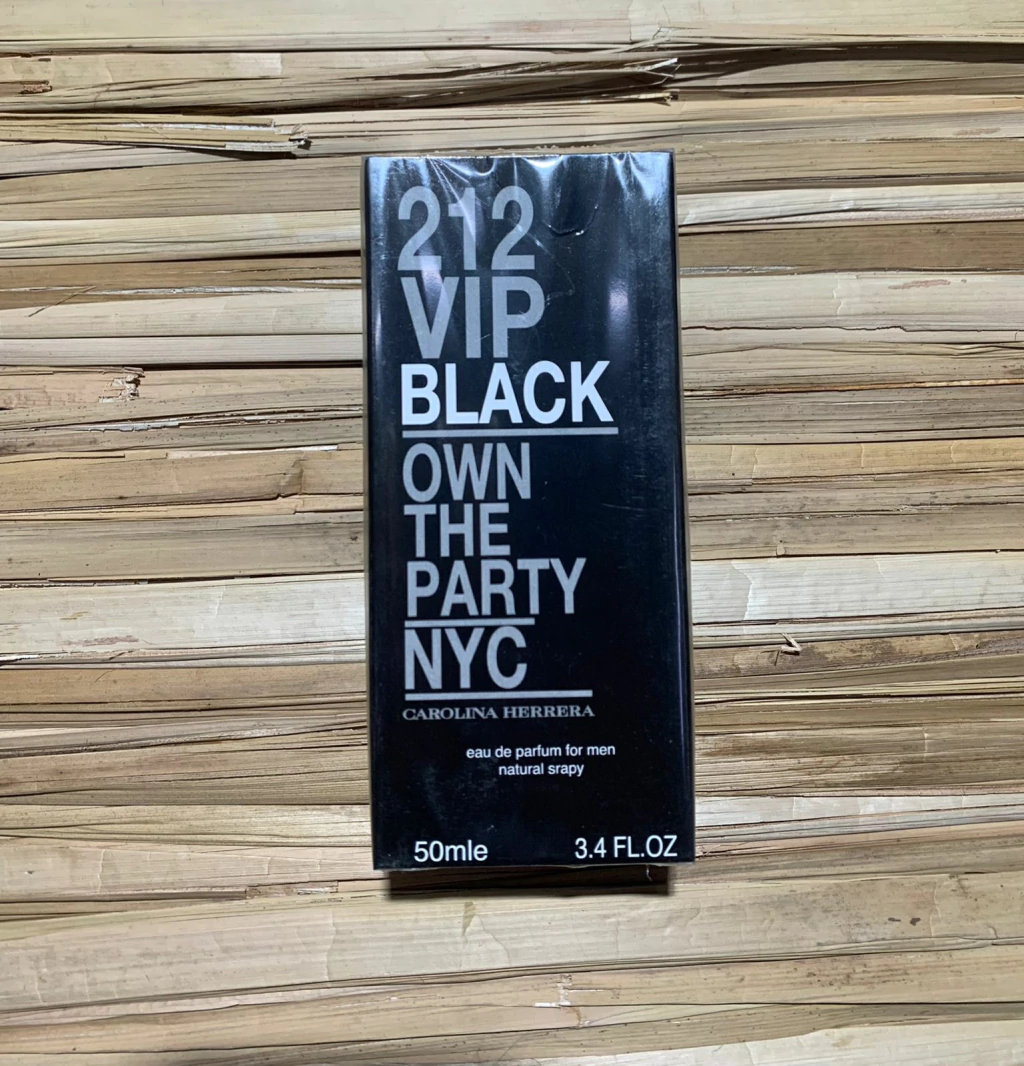 212
VIP
BLACK
OWN
THE
PARTY
NYC
CAROLINA HERRERA
eau de parfum for men
natural srapy
50mle 3.4 FL.OZ